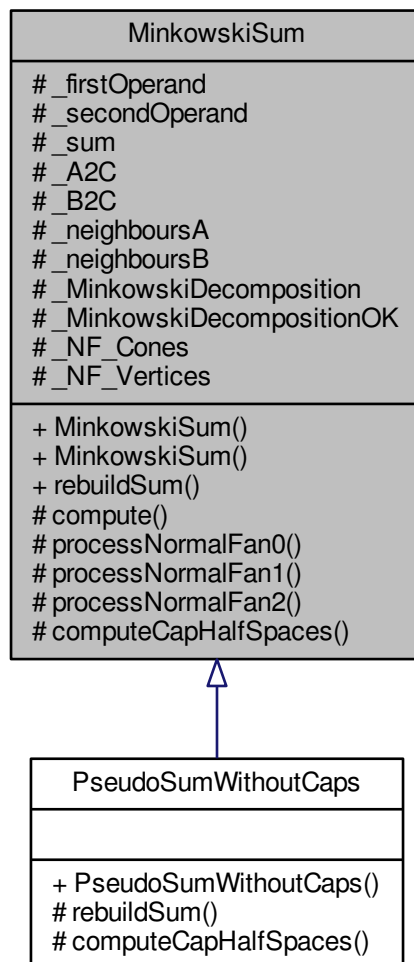 MinkowskiSum
# _firstOperand
# _secondOperand
# _sum
# _A2C
# _B2C
# _neighboursA
# _neighboursB
# _MinkowskiDecomposition
# _MinkowskiDecompositionOK
# _NF_Cones
# _NF_Vertices
+ MinkowskiSum()
+ MinkowskiSum()
+ rebuildSum()
# compute()
# processNormalFan0()
# processNormalFan1()
# processNormalFan2()
# computeCapHalfSpaces()
PseudoSumWithoutCaps
+ PseudoSumWithoutCaps()
# rebuildSum()
# computeCapHalfSpaces()